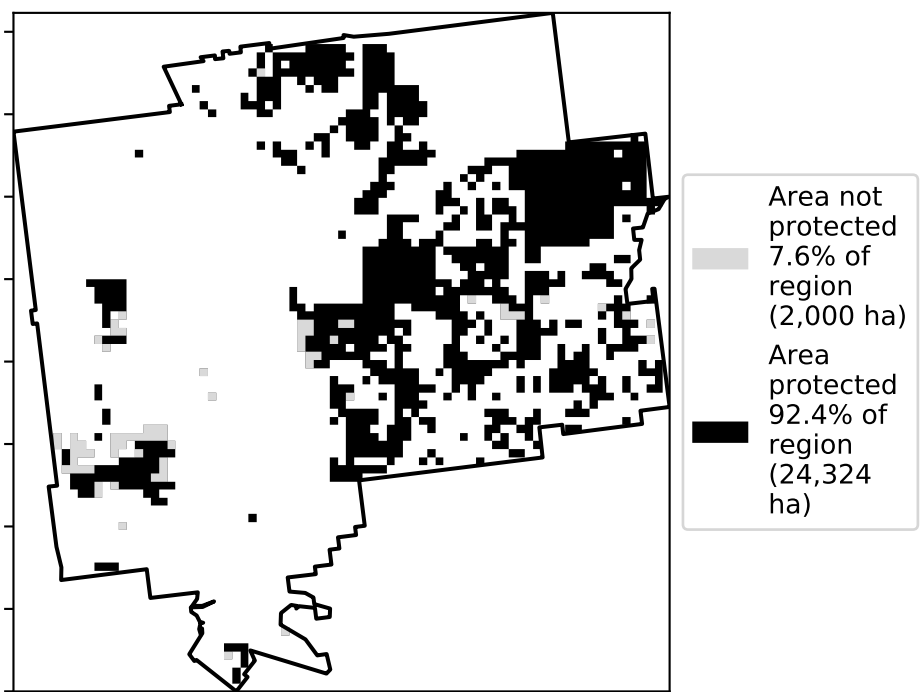 Area not
protected
7.6% of
region
(2,000 ha)
Area
protected
92.4% of
region
(24,324
ha)